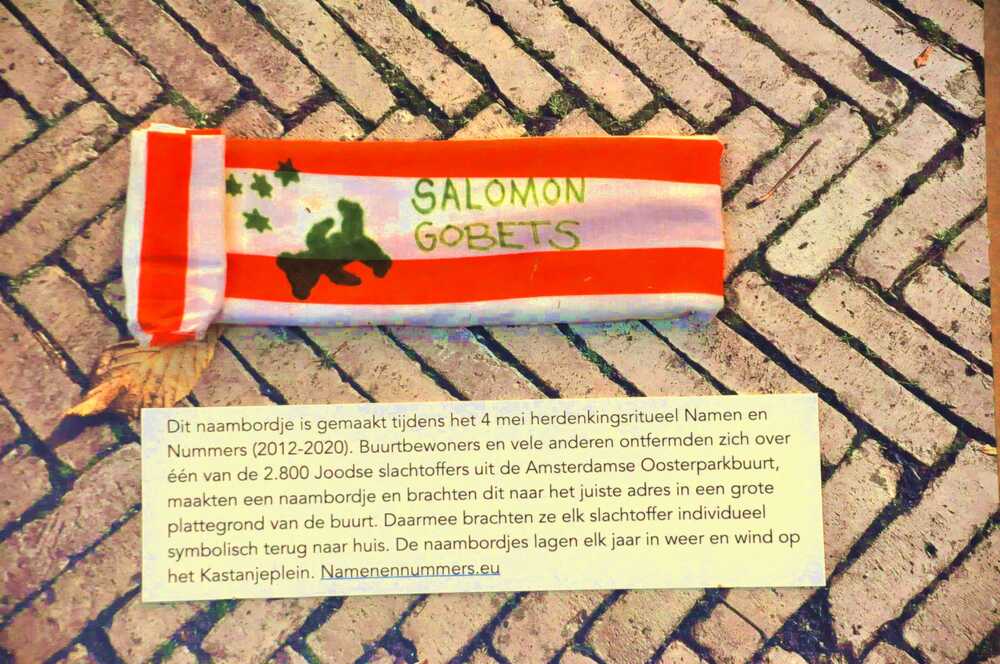 SALOMON
GOBETS
Dit naambordje is gemaakt tijdens het 4 mei herdenkingsritueel Namen en
Nummers (2012-2020). Buurtbewoners en vele anderen ontfermden zich over
één van de 2.800 Joodse slachtoffers uit de Amsterdamse Oosterparkbuurt,
maakten een naambordje en brachten dit naar het juiste adres in een grote
plattegrond van de buurt. Daarmee brachten ze elk slachtoffer individueel
symbolisch terug naar huis. De naambordjes lagen elk jaar in weer en wind op
het Kastanjeplein. Namenennummers.eu